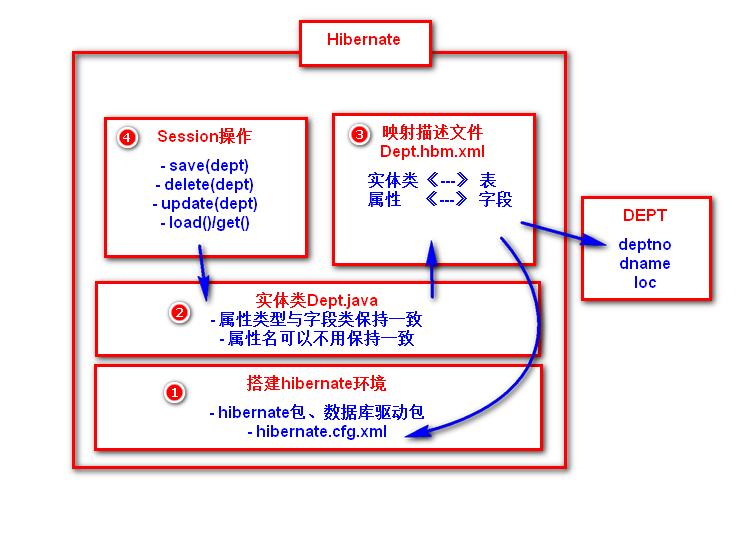 Hibernate
4
Session操作
- save(dept)
- delete(dept)
- update(dept)
- load()/get()
3
映射描述文件
Dept.hbm.xml
实体类《---》 表
属性 《---》 字段
DEPT
deptno
dname
loc
2
实体类Dept.java
- 属性类型与字段类保持一致
- 属性名可以不用保持一致
1
搭建hibernate环境
- hibernate包、数据库驱动包
- hibernate.cfg.xml